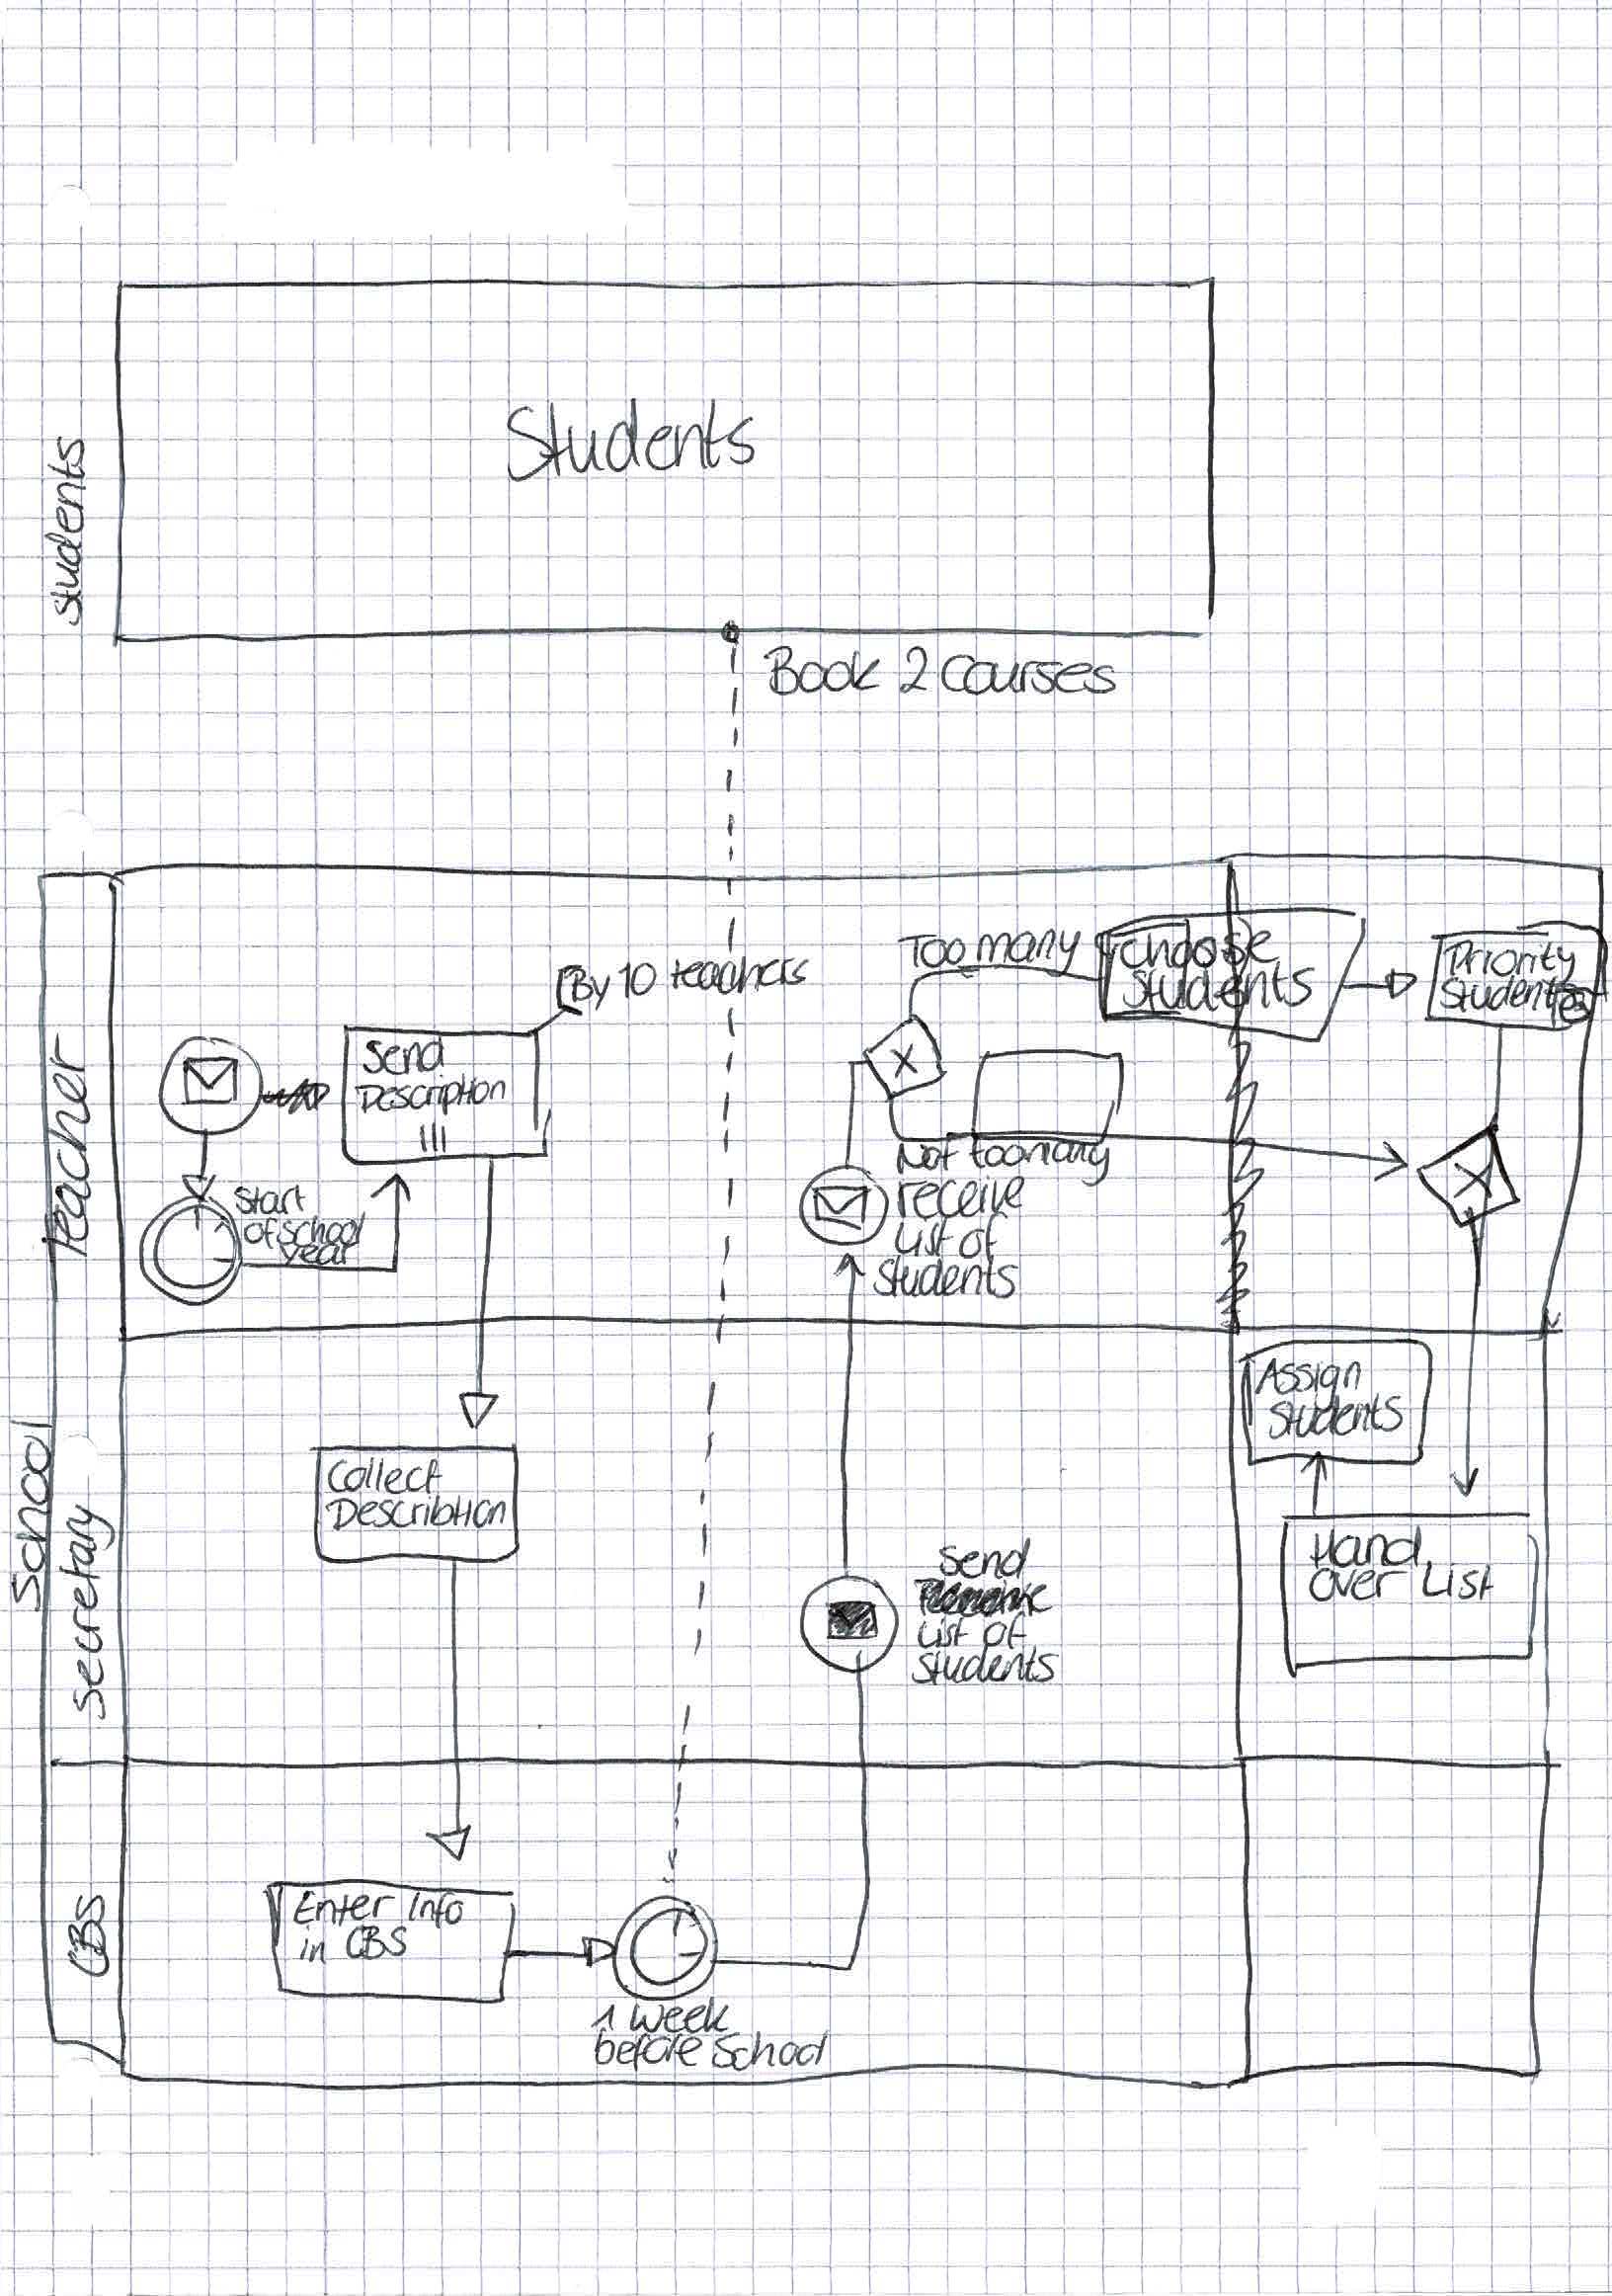 Students
Students
Book 2 Courses
School
Teacher
[By 10 teachers
Send
Description
III
Start
of school
year
Too many
Choose
Students
Priority
Students
X
Not too many
receive
List of
students
X
Secretary
Collect
Describtion
Send
List of
students
Assign
Students
Hand
over List
CBS
Enter Info
in CBS
1 Week
before School